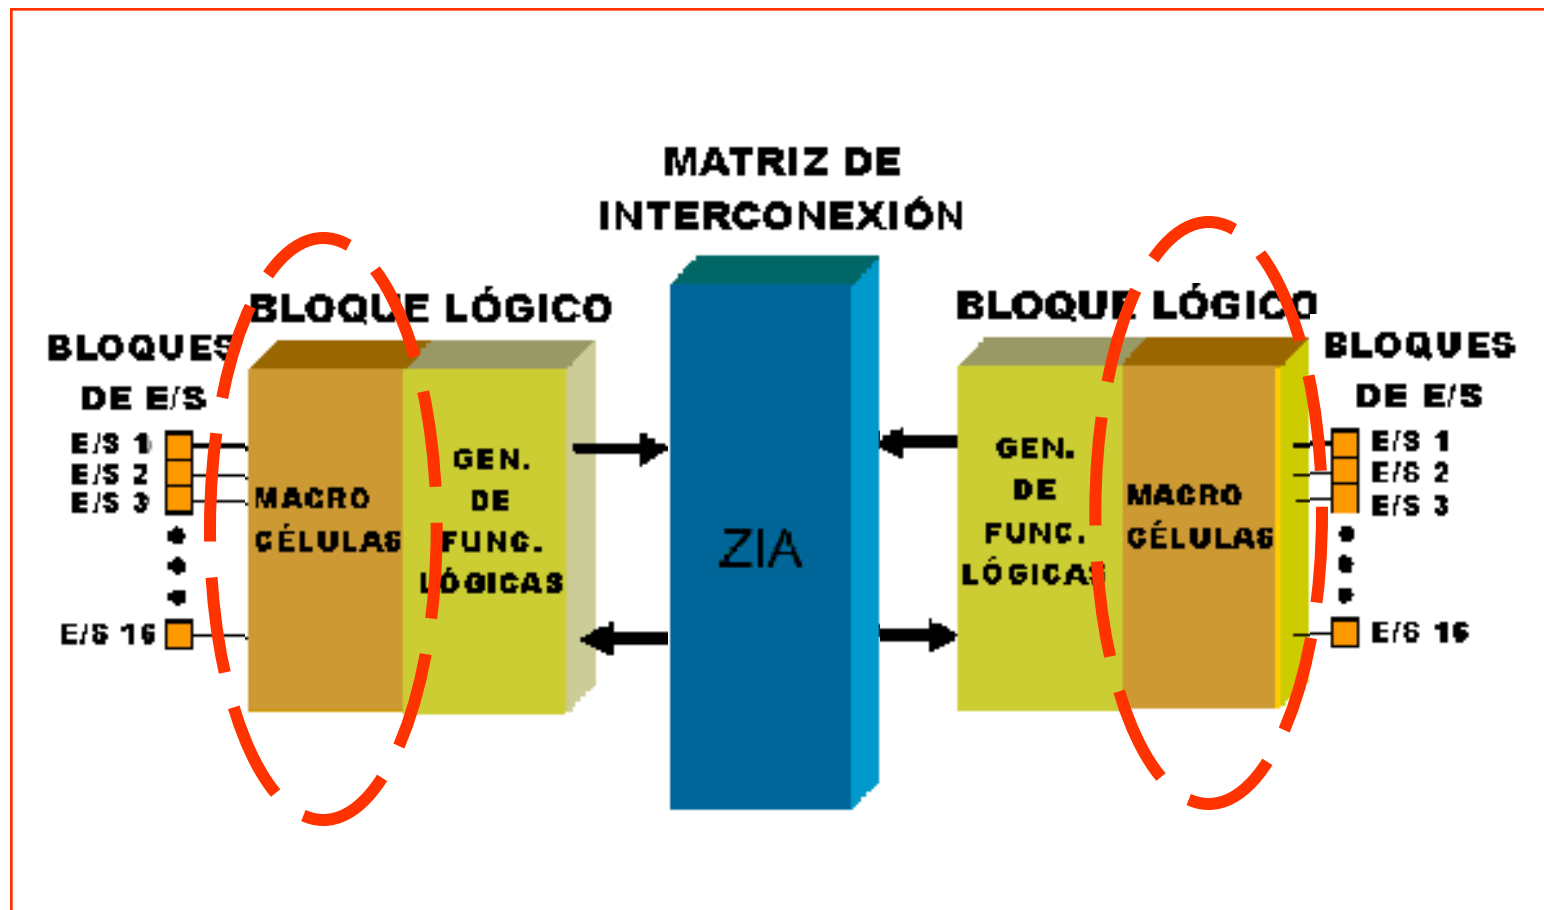 MATRIZ DE
INTERCONEXIÓN
BLOQUE LÓGICO
BLOQUES
DE E/S
E/S 1
E/S 2
E/S 3
E/S 16
MACRO
CÉLULAS
GEN.
DE
FUNC.
LÓGICAS
ZIA
BLOQUE LÓGICO
GEN.
DE
FUNC.
LÓGICAS
MACRO
CÉLULAS
BLOQUES
DE E/S
E/S 1
E/S 2
E/S 3
E/S 16